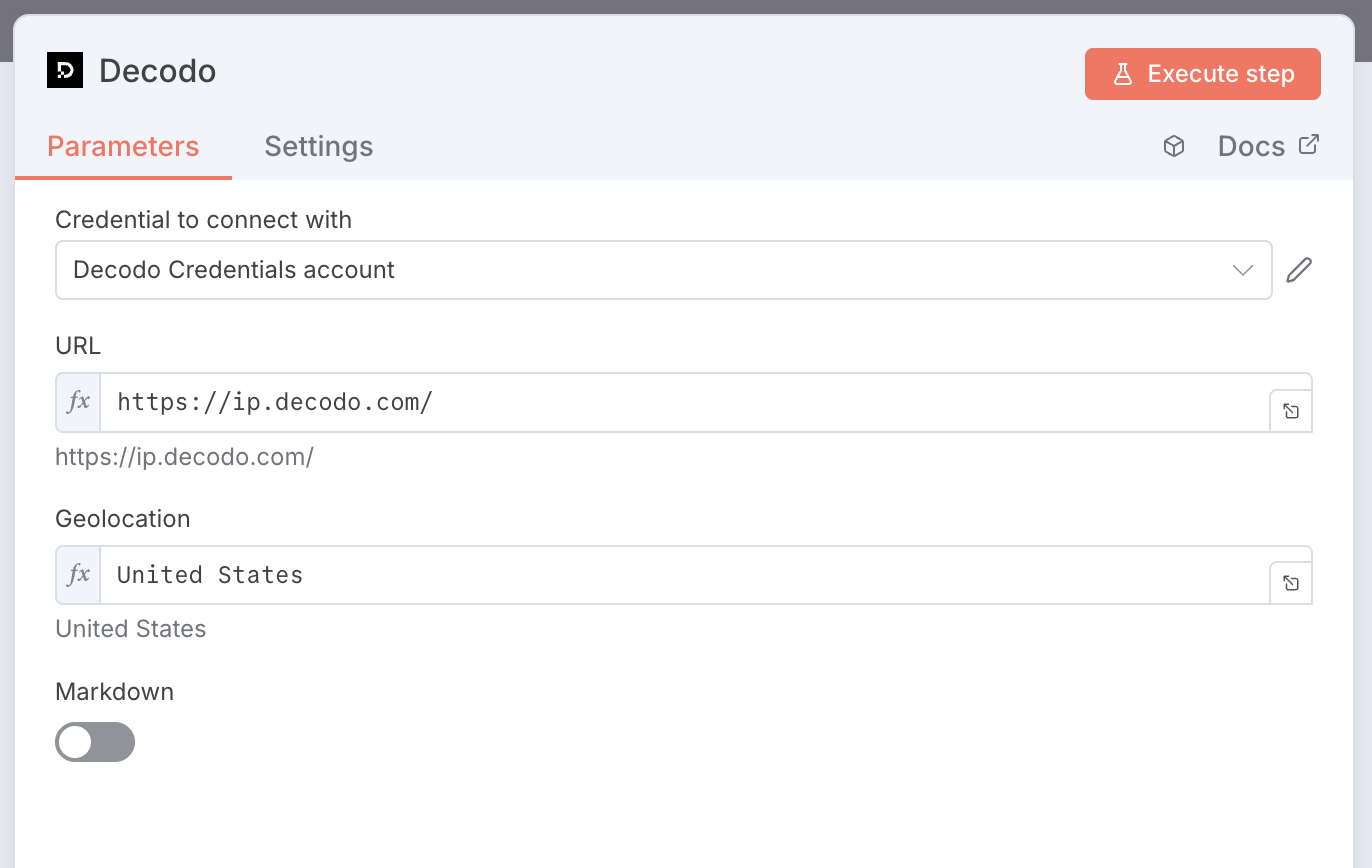 Decodo
Execute step
Parameters
Settings
Docs
Credential to connect with
Decodo Credentials account
URL
fx https://ip.decodo.com/
https://ip.decodo.com/
Geolocation
fx United States
United States
Markdown